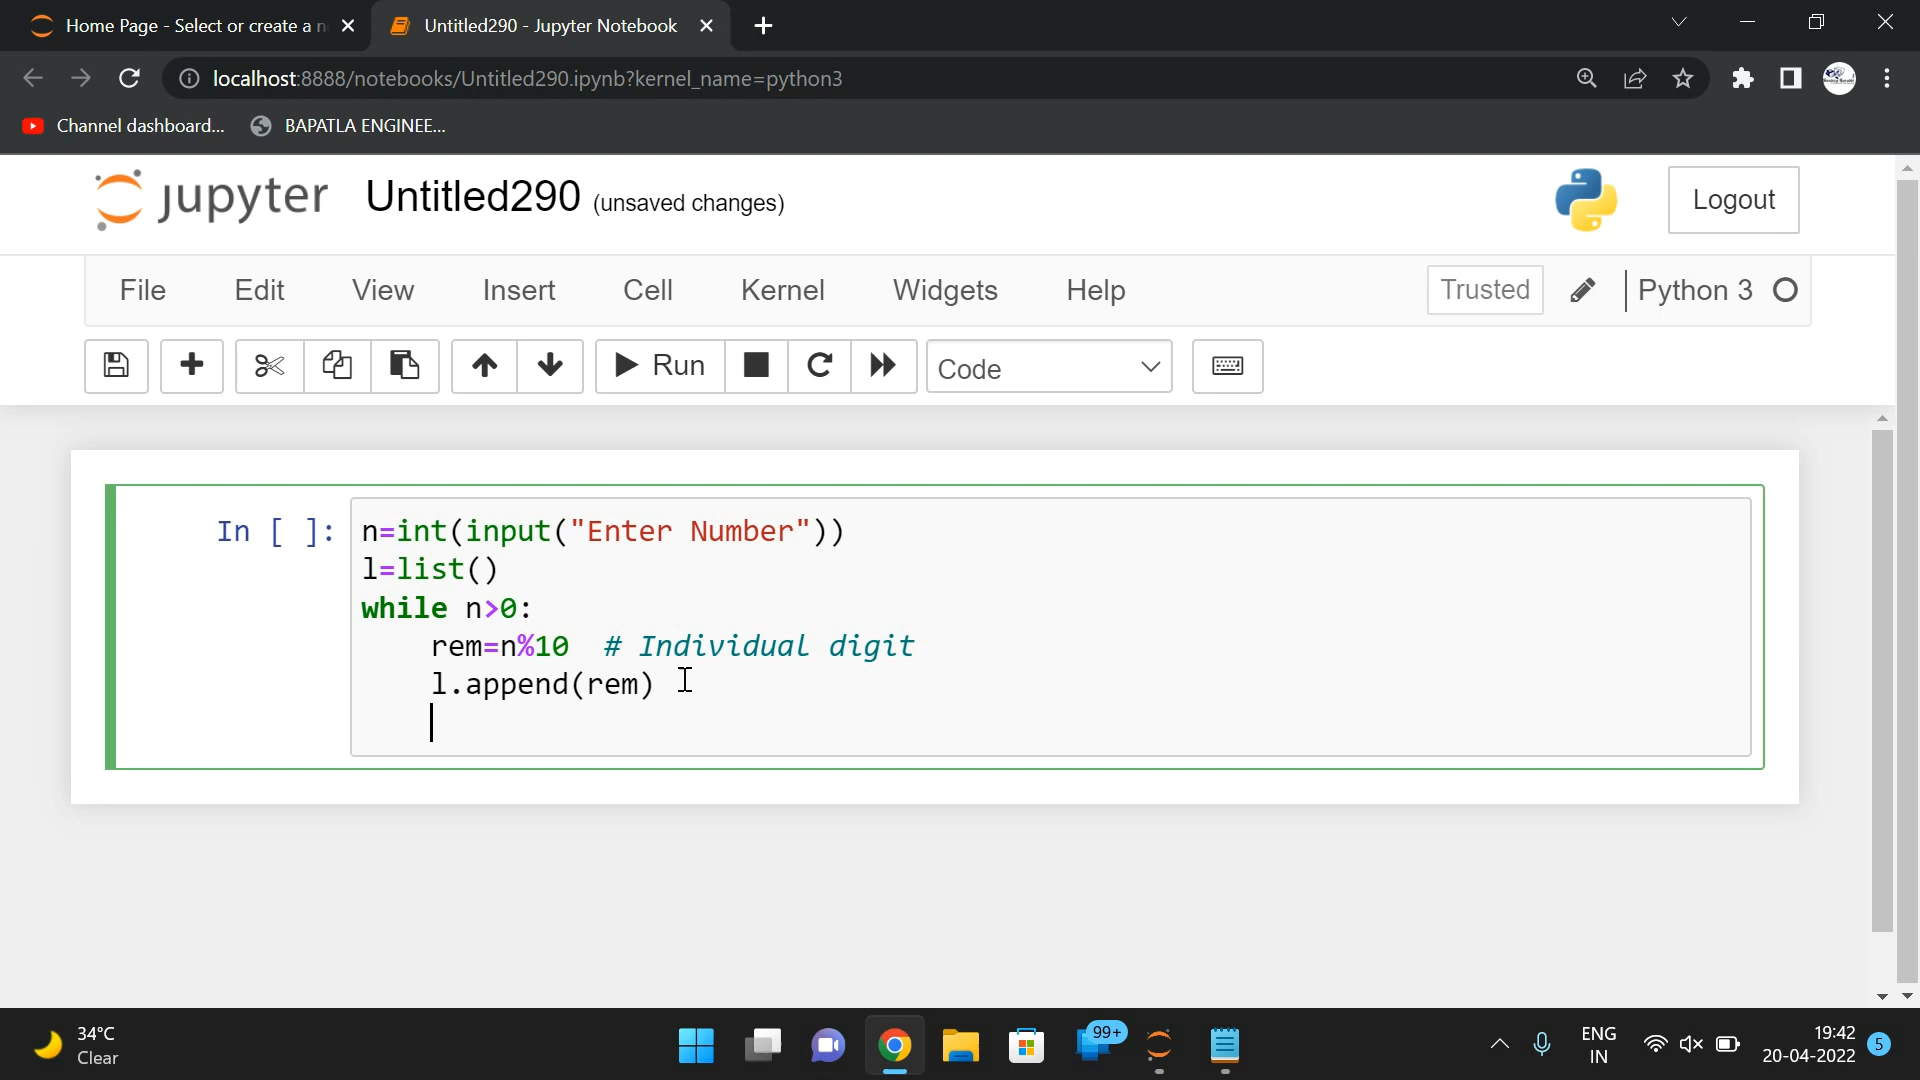 Home Page - Select or create a n
Untitled290 - Jupyter Notebook
localhost:8888/notebooks/Untitled290.ipynb?kernel_name=python3
Channel dashboard...
BAPATLA ENGINEE...
jupyter Untitled290 (unsaved changes)
Logout
File Edit View Insert Cell Kernel Widgets Help Trusted Python 3
Run Code
In [ ]: n=int(input("Enter Number"))
l=list()
while n>0:
    rem=n%10  # Individual digit
    l.append(rem)
34°C
Clear
99+
ENG
IN
19:42
20-04-2022
5